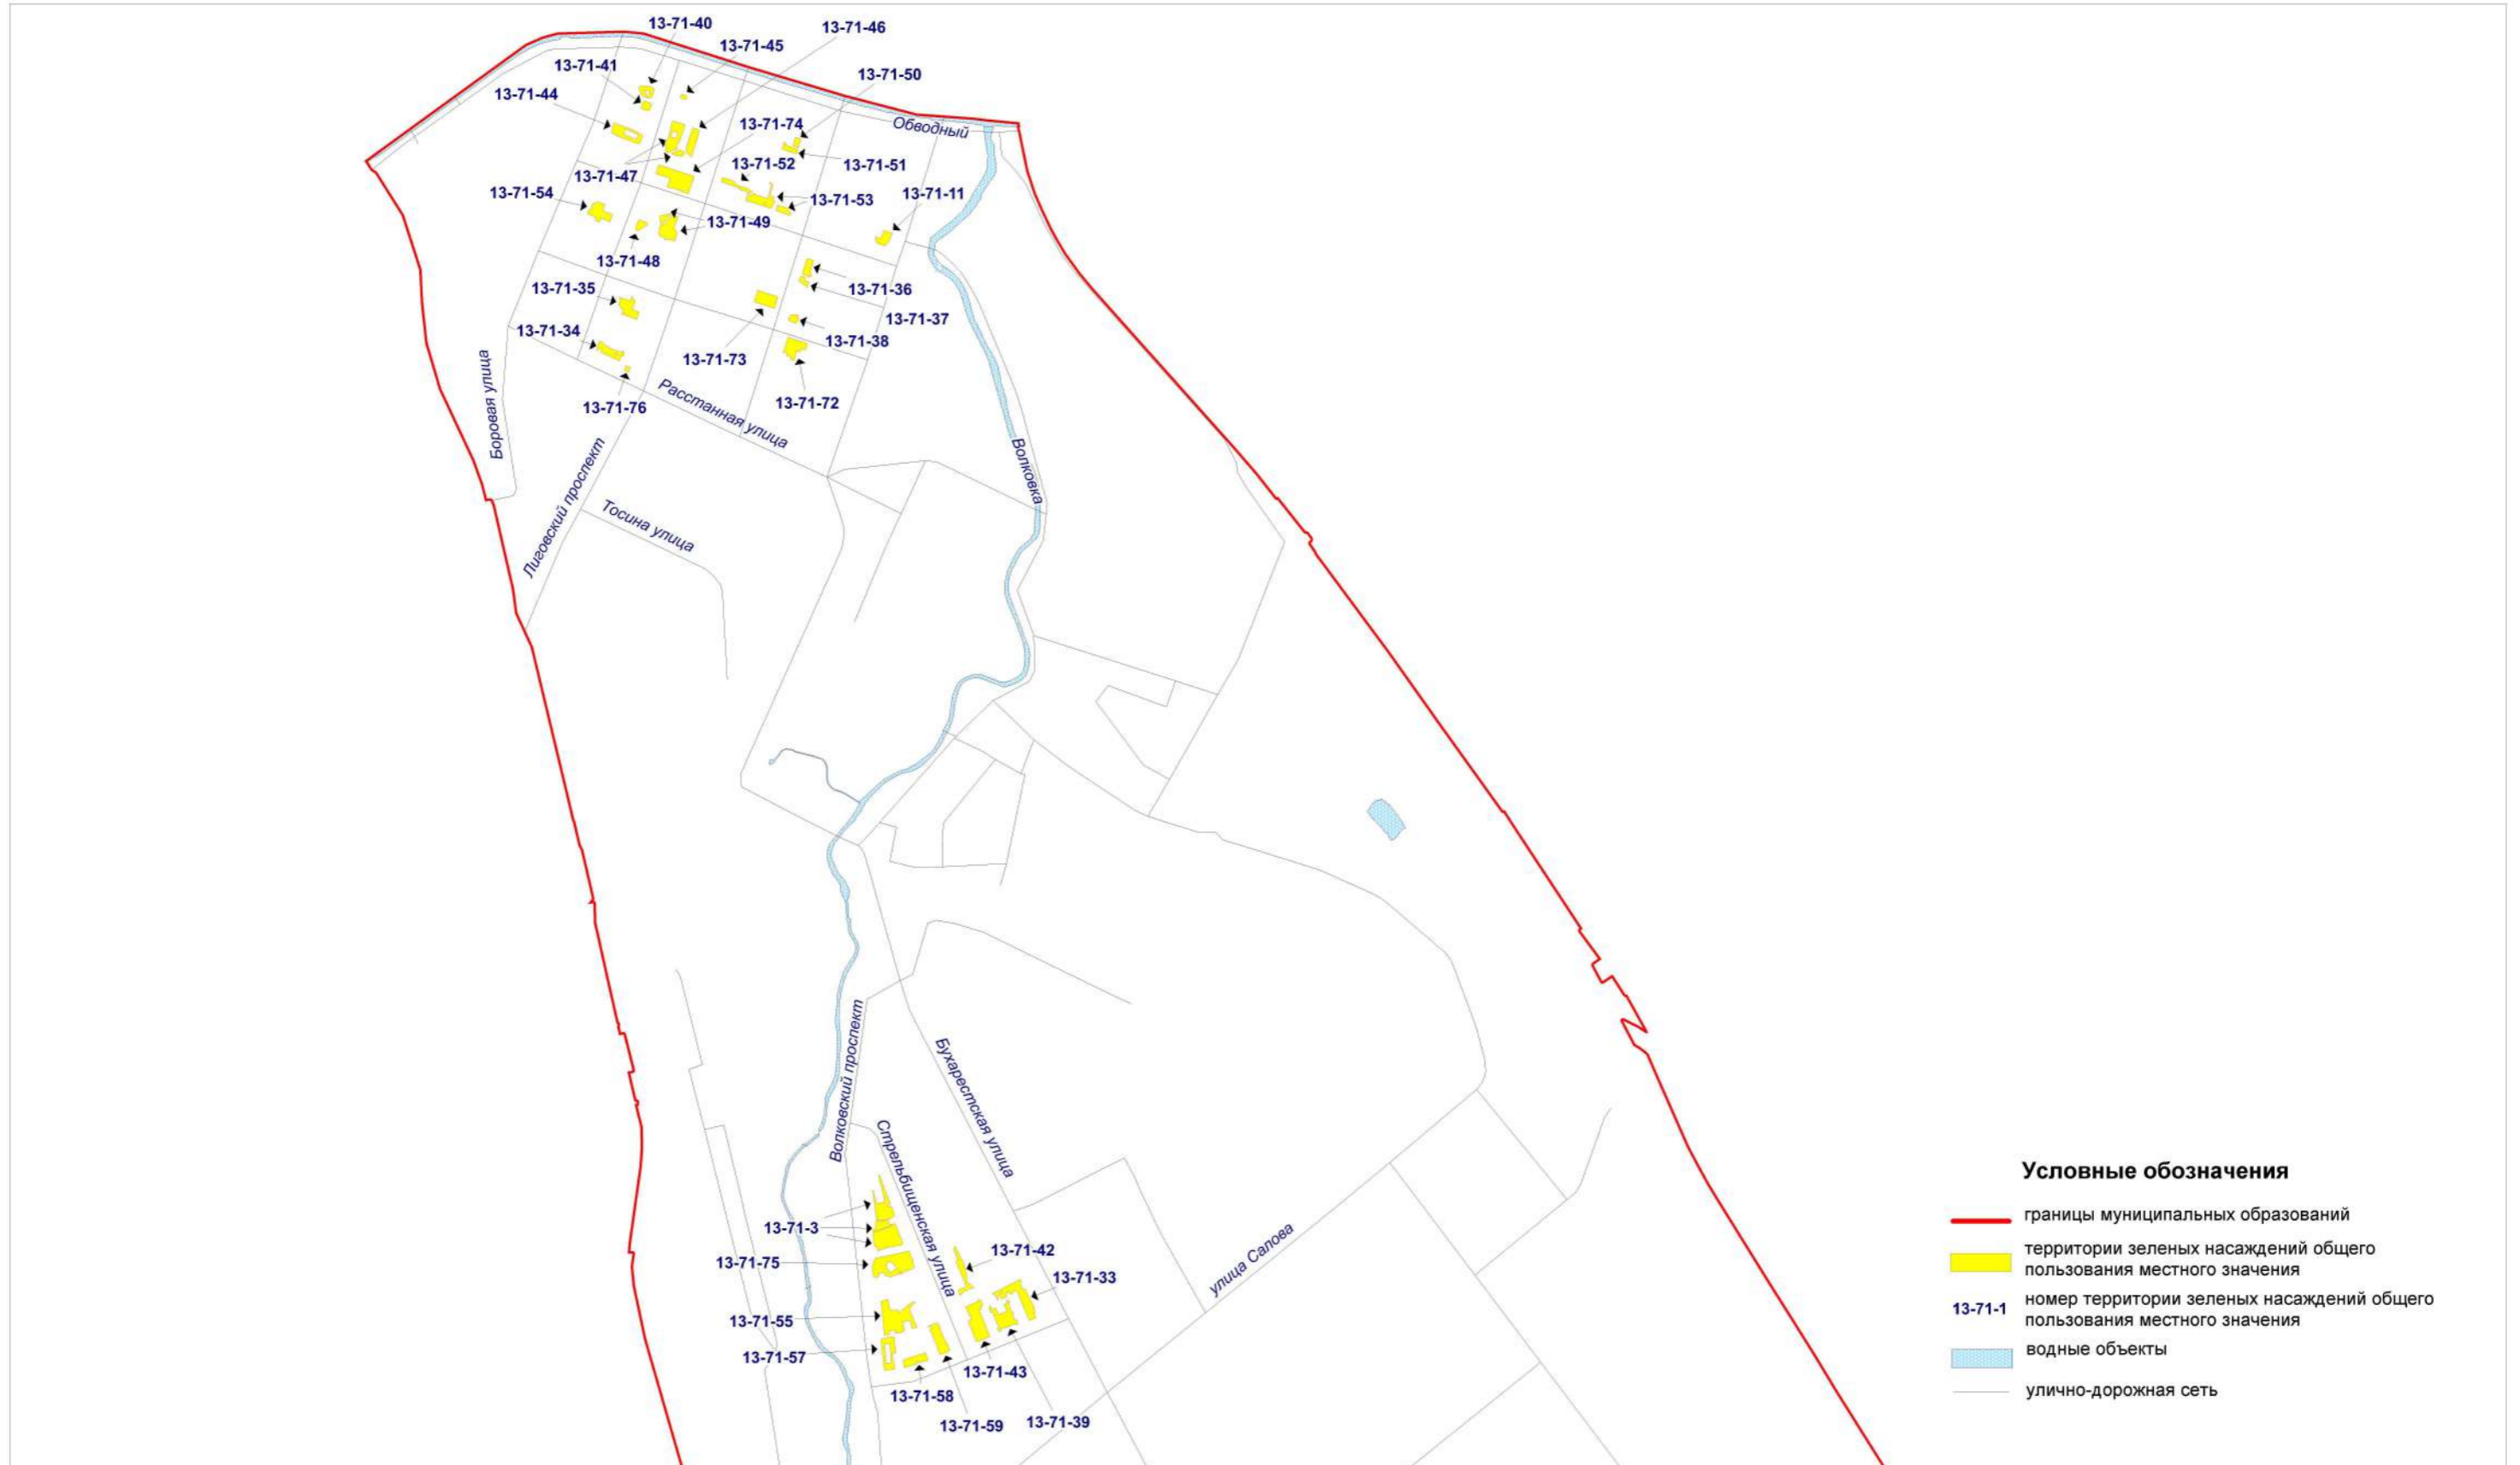 13-71-40
13-71-46
13-71-45
13-71-41
13-71-50
13-71-44
Обводный
13-71-74
13-71-52
13-71-51
13-71-47
13-71-54
13-71-11
13-71-53
13-71-49
13-71-48
13-71-35
13-71-36
13-71-37
13-71-34
13-71-38
13-71-73
13-71-72
13-71-76
Боровая улица
Расстанная улица
Лиговский проспект
Волковка
Тосина улица
Волковский проспект
Бухарестская улица
Стрельбищенская улица
13-71-3
13-71-75
13-71-42
13-71-33
улица Салова
13-71-55
13-71-57
13-71-43
13-71-58
13-71-59
13-71-39
Условные обозначения
границы муниципальных образований
территории зеленых насаждений общего
пользования местного значения
13-71-1
номер территории зеленых насаждений общего
пользования местного значения
водные объекты
улично-дорожная сеть